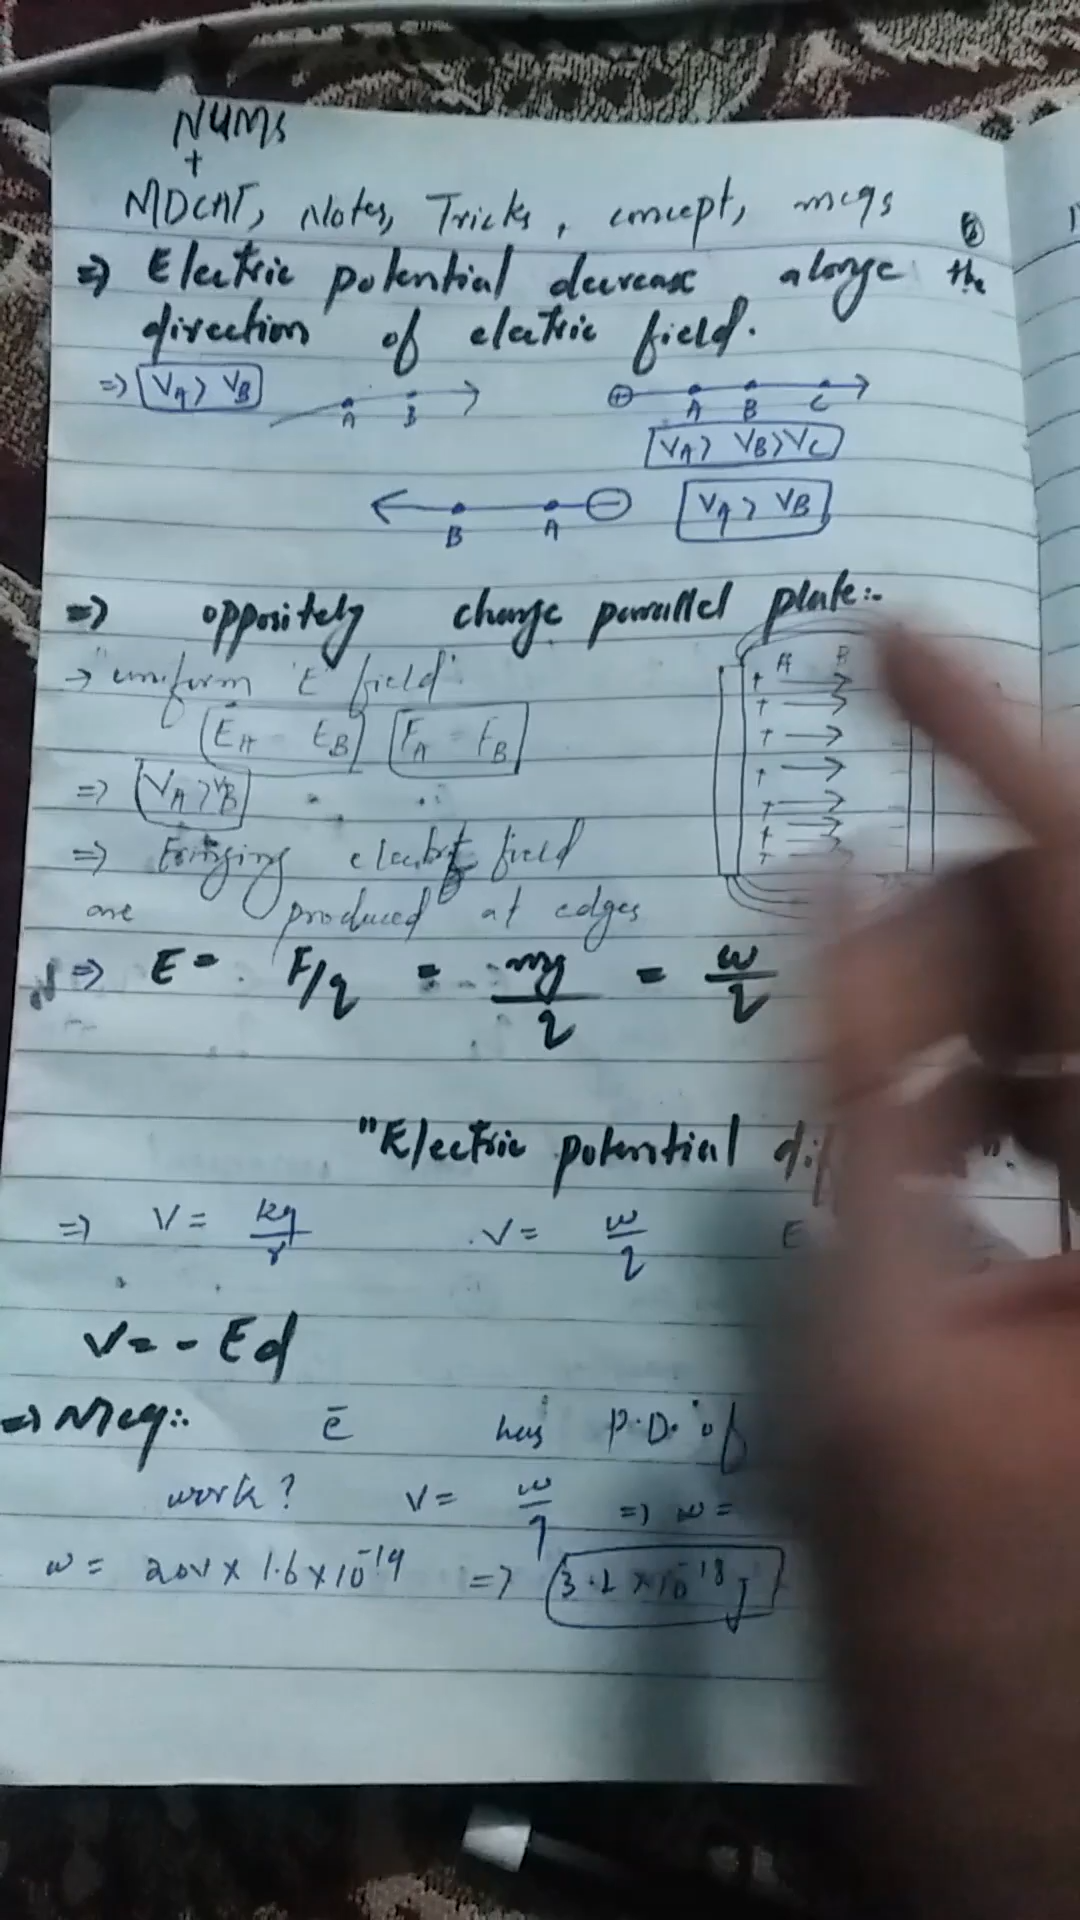 NUMS
+
MDCAT, Notes, Tricks, concept, mcqs
⇒ Electric potential decrease alonge the
direction of electric field.
⇒ VA > VB A B + A B C
VA > VB > VC
B A − VA > VB
⇒ oppositely charge parallel plate:-
→ "uniform 'E' field"
EA = EB FA = FB
⇒ VA > VB
A B
⇒ Fringing electric field
are produced at edges
⇒ E = F/q = mg/q = w/q
"Electric potential
⇒ V = kq/r V = w/q E
V = - Ed
⇒ Mcq:- ē has P.D. of
work? V = w/q ⇒ w =
w = 20V × 1.6 × 10^-19 ⇒ 3.2 × 10^-18 J